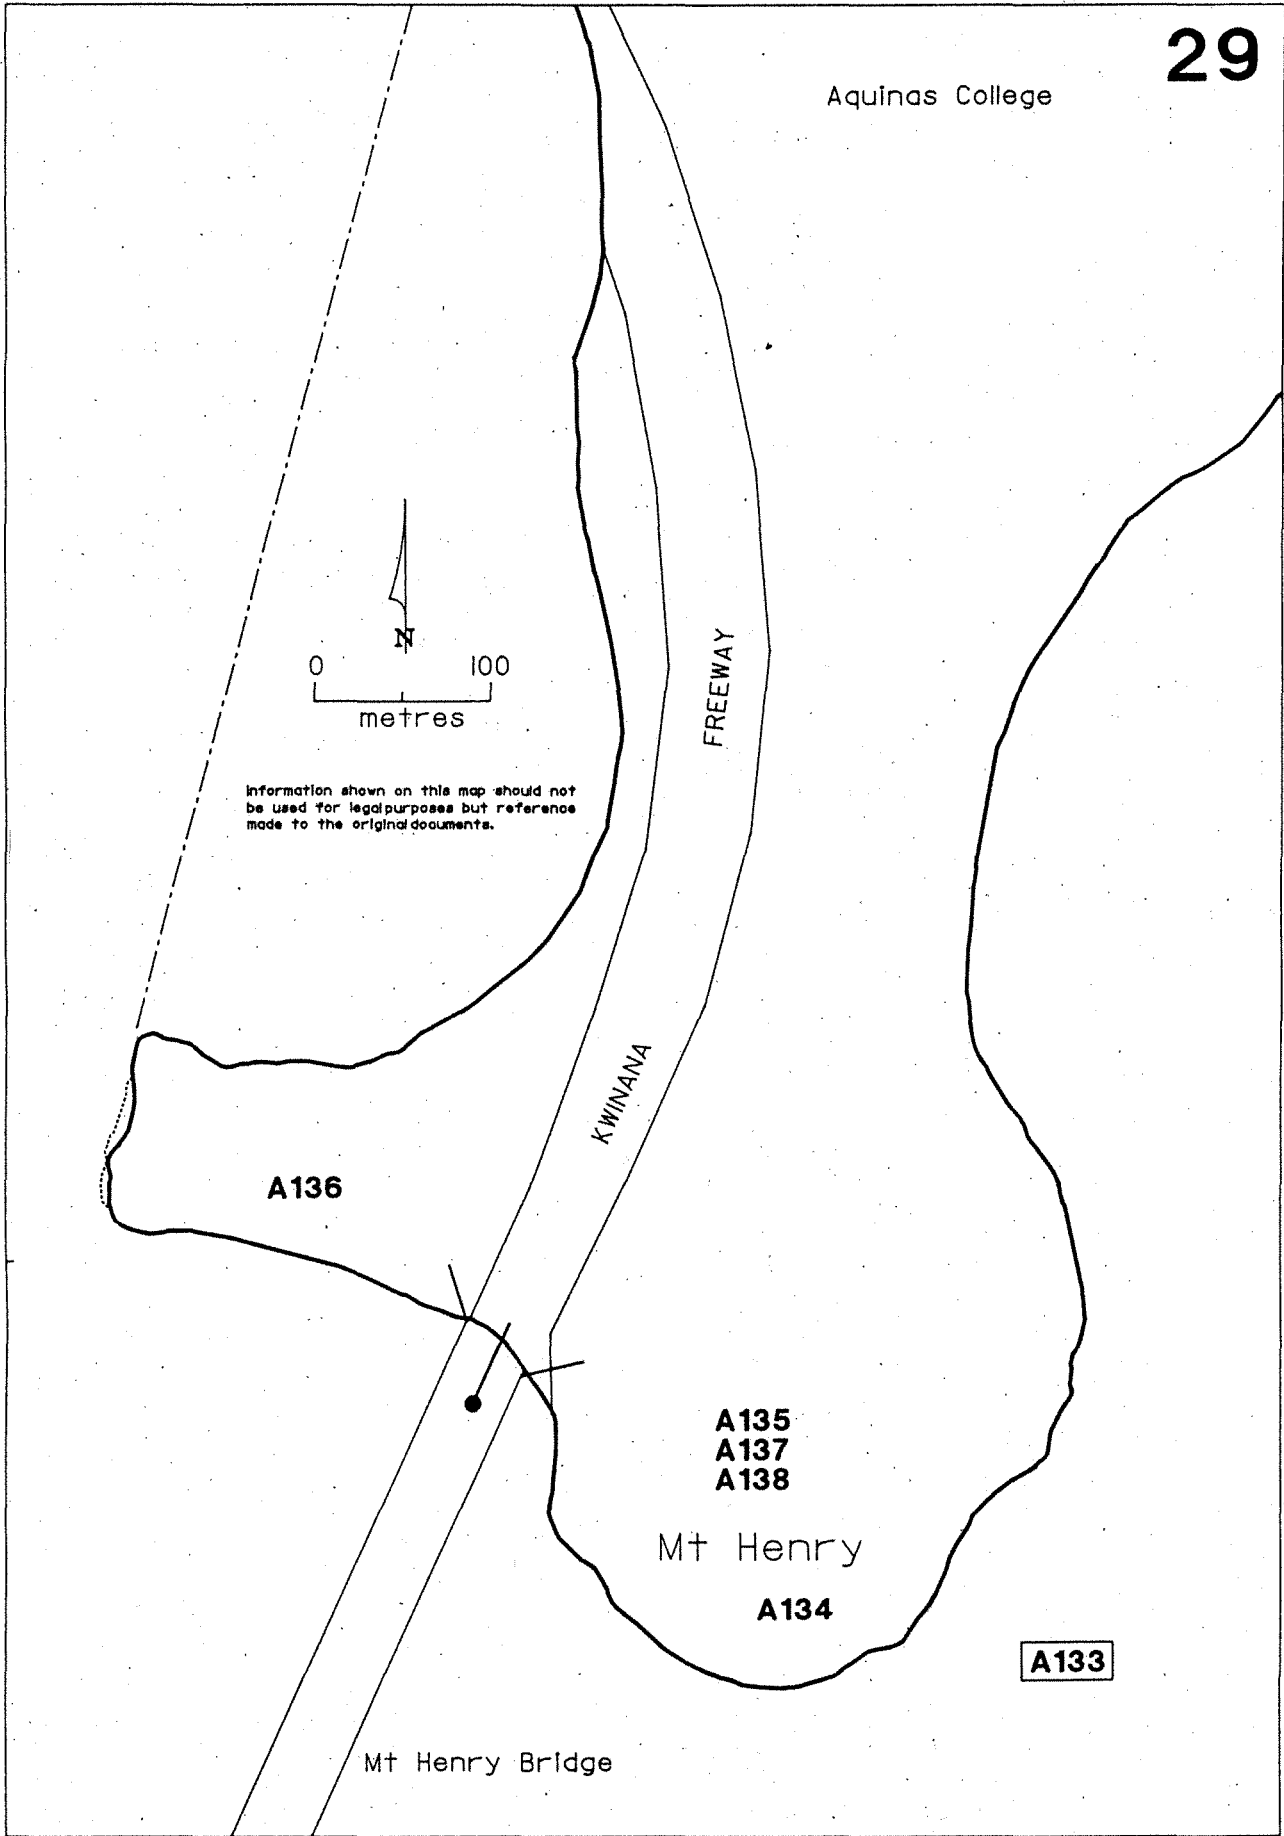 29
Aquinas College
N
0 100
metres
Information shown on this map should not
be used for legal purposes but reference
made to the original documents.
FREEWAY
KWINANA
A136
A135
A137
A138
Mt Henry
A134
A133
Mt Henry Bridge